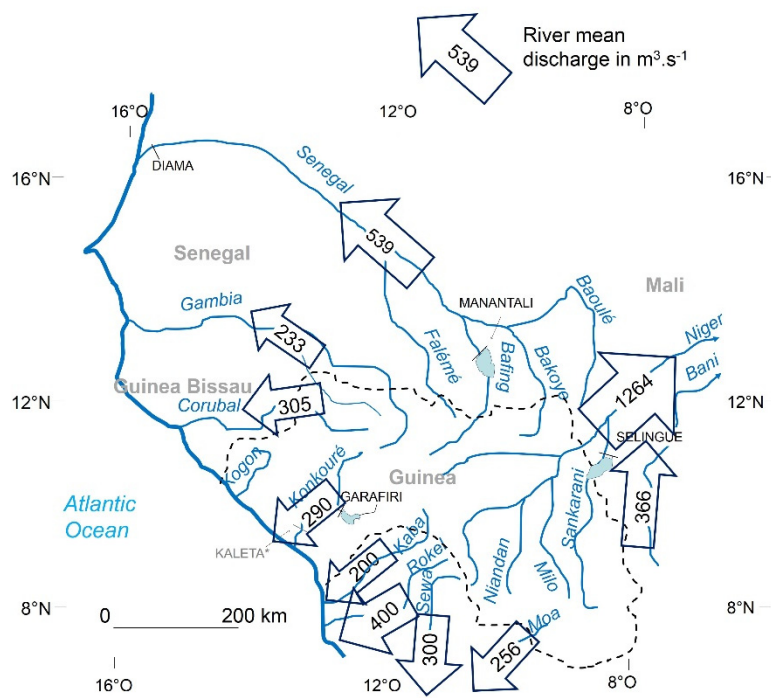 River mean
discharge in m³.s⁻¹
539
16°O
12°O
8°O
16°N
16°N
DIAMA
Senegal
Senegal
539
Mali
MANANTALI
Baoulé
Gambia
233
Falémé
Bafing
Bakoye
Niger
Bani
1264
Guinea Bissau
12°N
12°N
Corubal
305
SELINGUE
Kogon
Konkouré
Guinea
Sankarani
366
Atlantic
Ocean
290
GARAFIRI
KALETA*
Kaba
200
Rokel
Sewa
Niandan
Milo
8°N
8°N
0
200 km
400
300
Moa
256
16°O
12°O
8°O